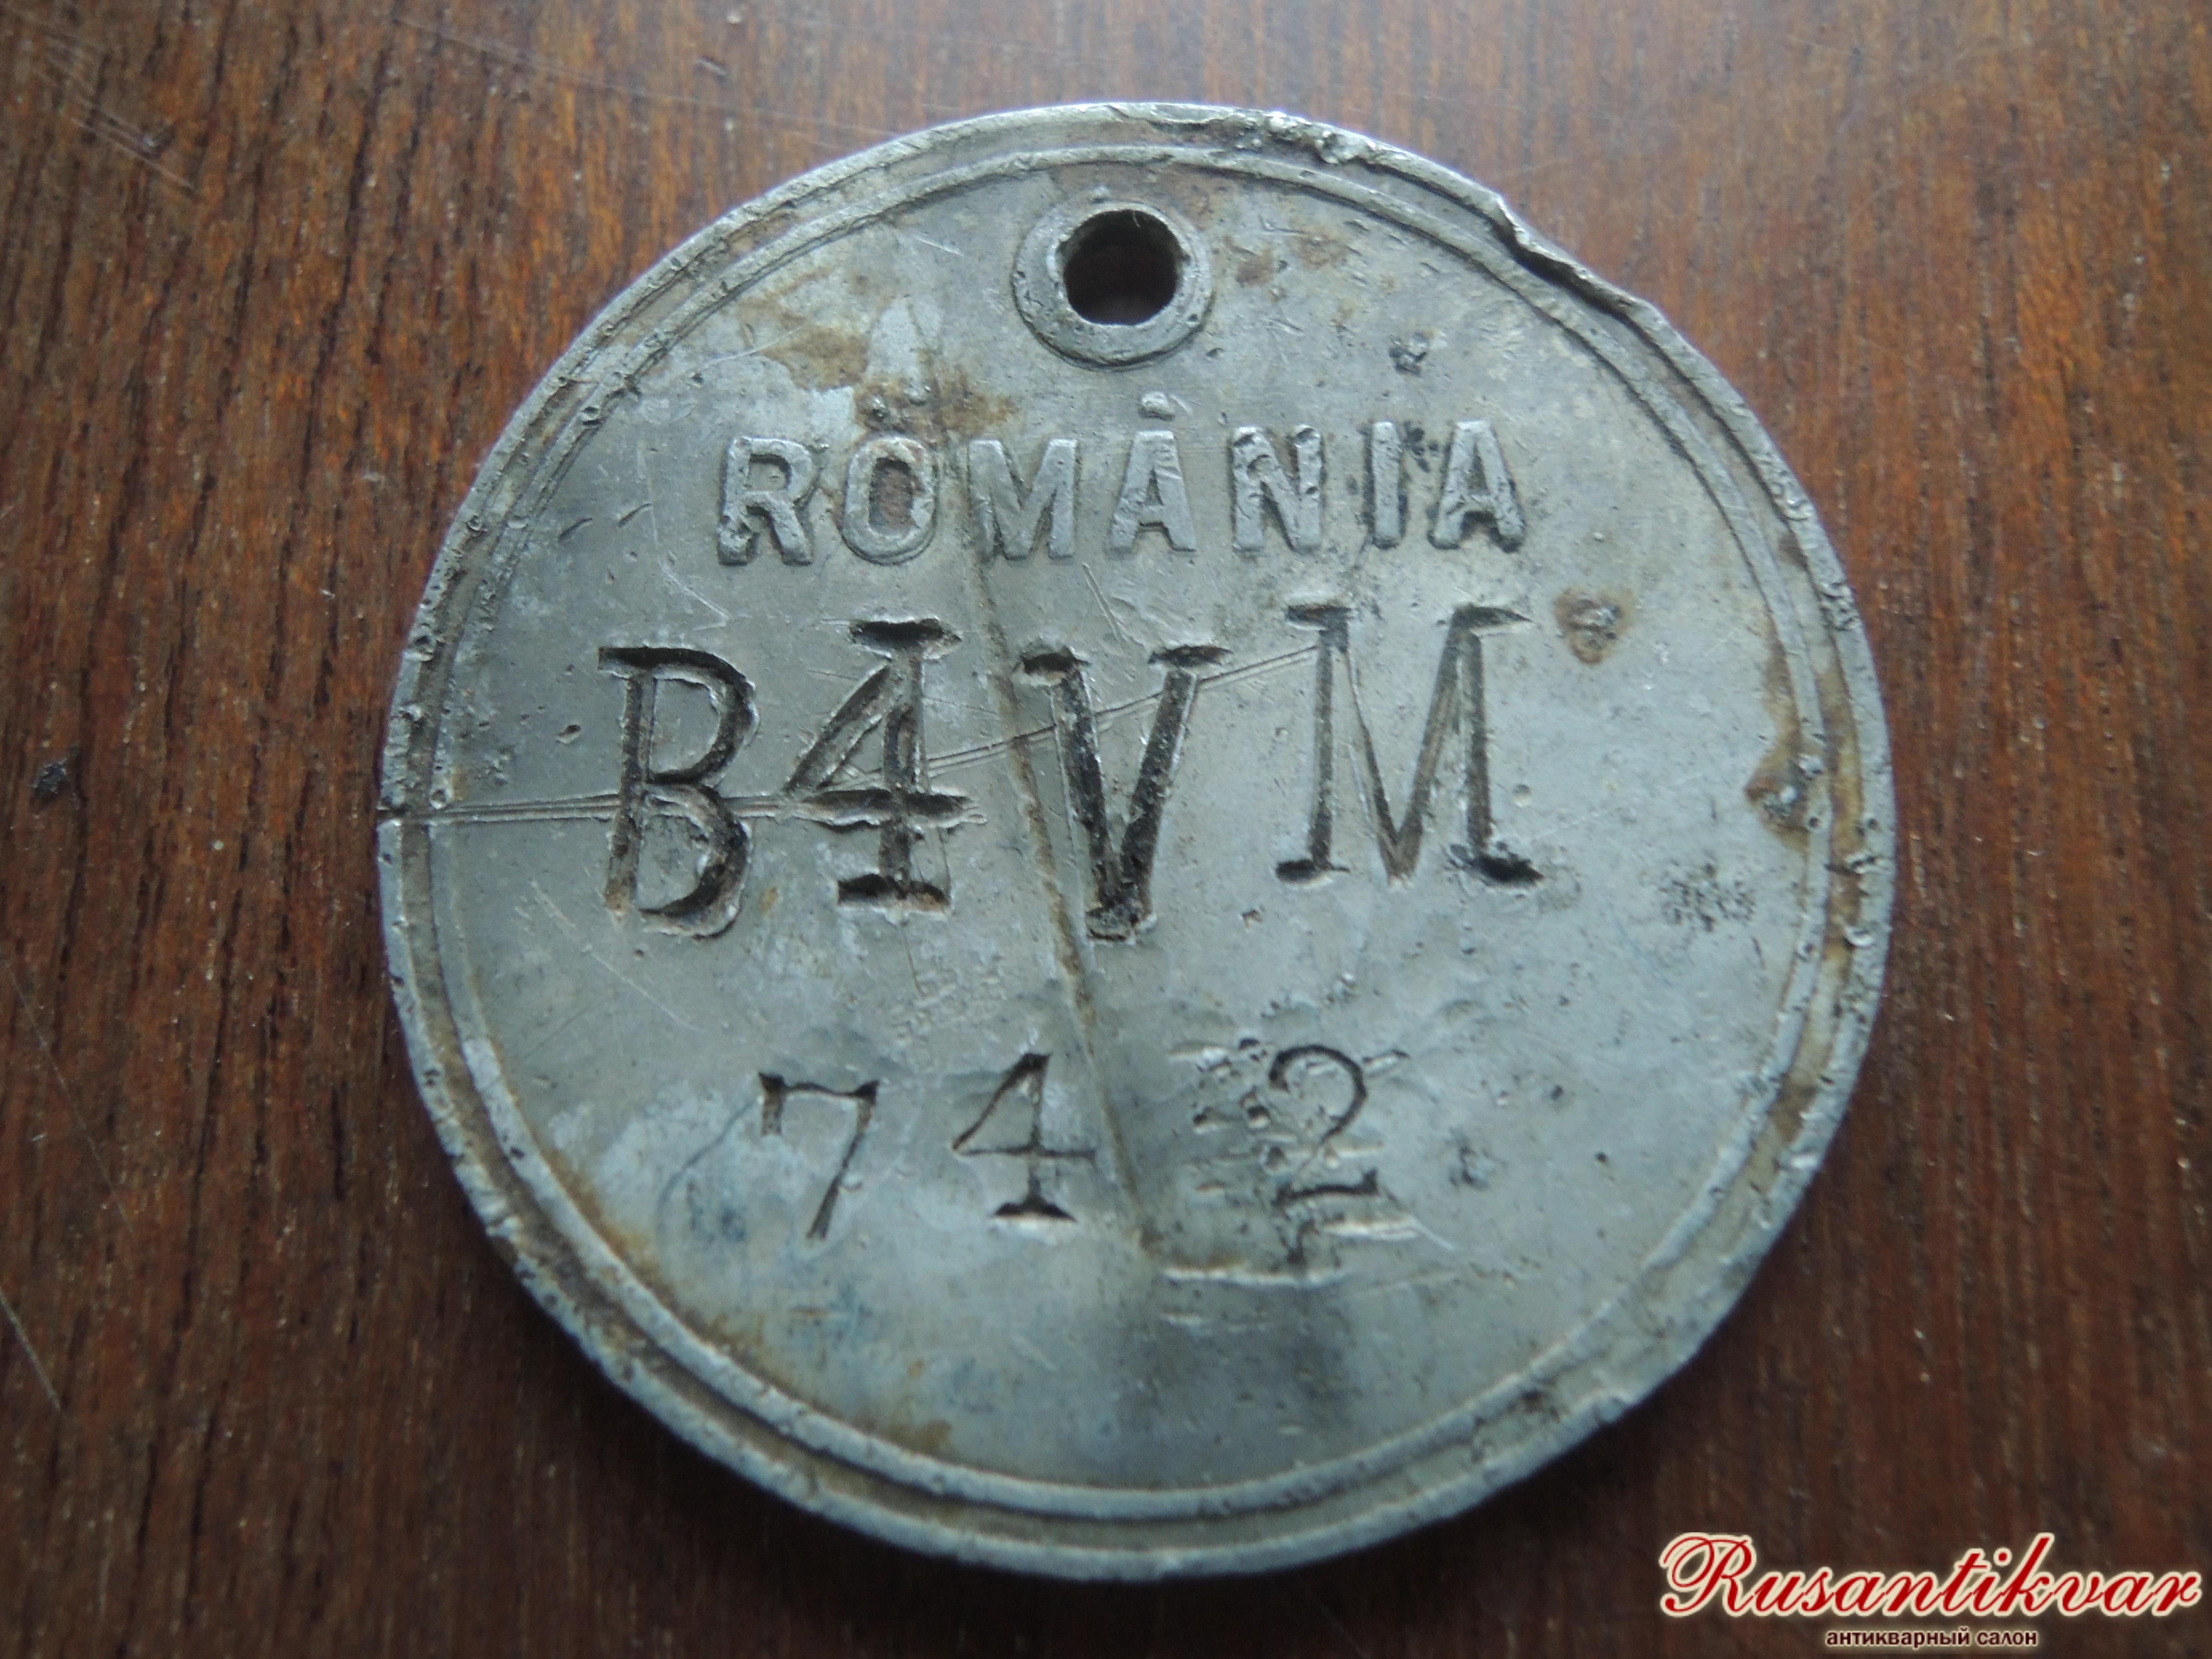 ROMÂNIA
B4VM
742
Rusantikvar
антикварный салон